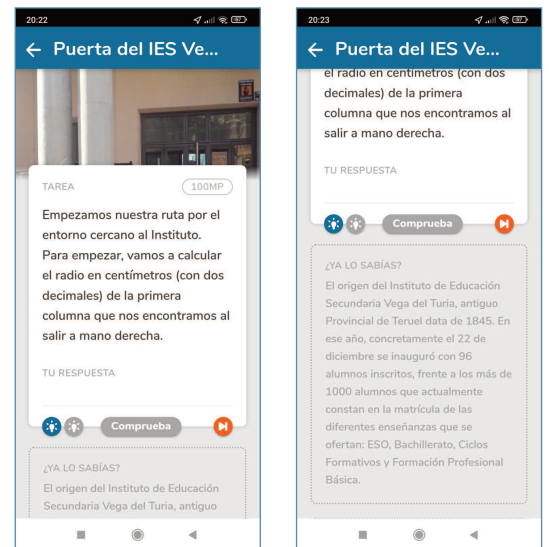 20:22
57
Puerta del IES Ve...
TAREA
100MP
Empezamos nuestra ruta por el
entorno cercano al Instituto.
Para empezar, vamos a calcular
el radio en centímetros (con dos
decimales) de la primera
columna que nos encontramos al
salir a mano derecha.
TU RESPUESTA
Comprueba
¿YA LO SABÍAS?
El origen del Instituto de Educación
Secundaria Vega del Turia, antiguo
20:23
57
Puerta del IES Ve...
el radio en centímetros (con dos
decimales) de la primera
columna que nos encontramos al
salir a mano derecha.
TU RESPUESTA
Comprueba
¿YA LO SABÍAS?
El origen del Instituto de Educación
Secundaria Vega del Turia, antiguo
Provincial de Teruel data de 1845. En
ese año, concretamente el 22 de
diciembre se inauguró con 96
alumnos inscritos, frente a los más de
1000 alumnos que actualmente
constan en la matrícula de las
diferentes enseñanzas que se
ofertan: ESO, Bachillerato, Ciclos
Formativos y Formación Profesional
Básica.